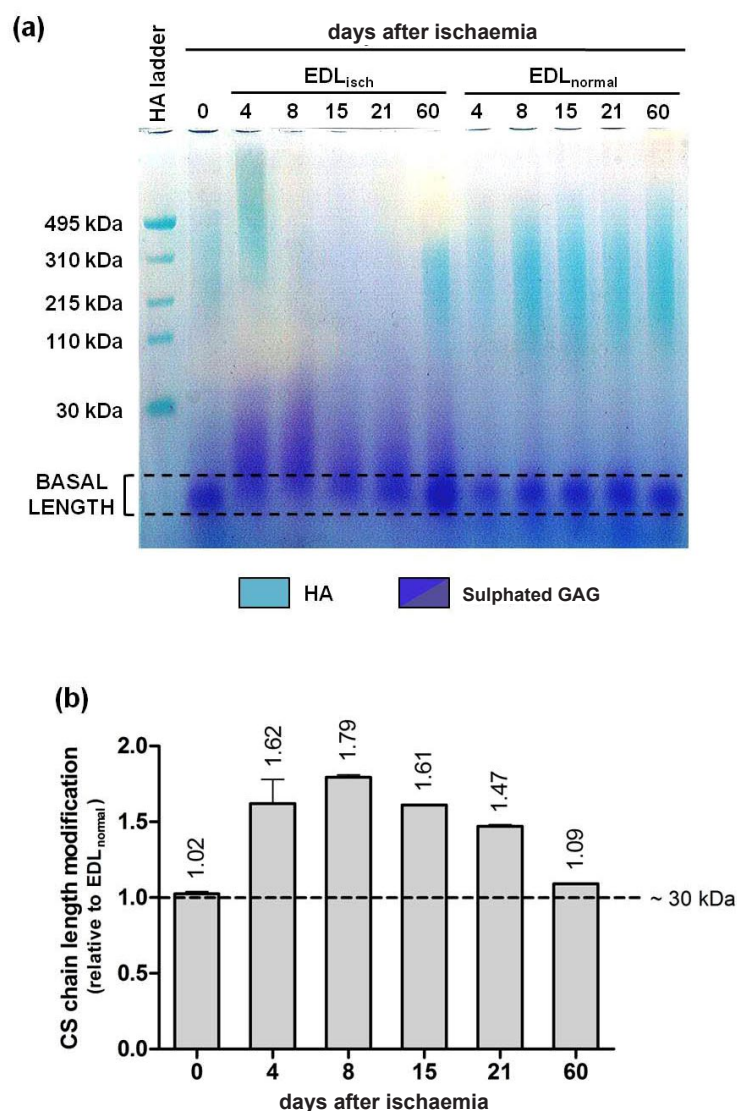 (a)
days after ischaemia
HA ladder
EDLisch EDLnormal
0 4 8 15 21 60 4 8 15 21 60
495 kDa
310 kDa
215 kDa
110 kDa
30 kDa
BASAL
LENGTH
HA Sulphated GAG
(b)
CS chain length modification
(relative to EDLnormal)
2.0
1.5
1.0
0.5
0.0
1.02 1.62 1.79 1.61 1.47 1.09
~ 30 kDa
0 4 8 15 21 60
days after ischaemia